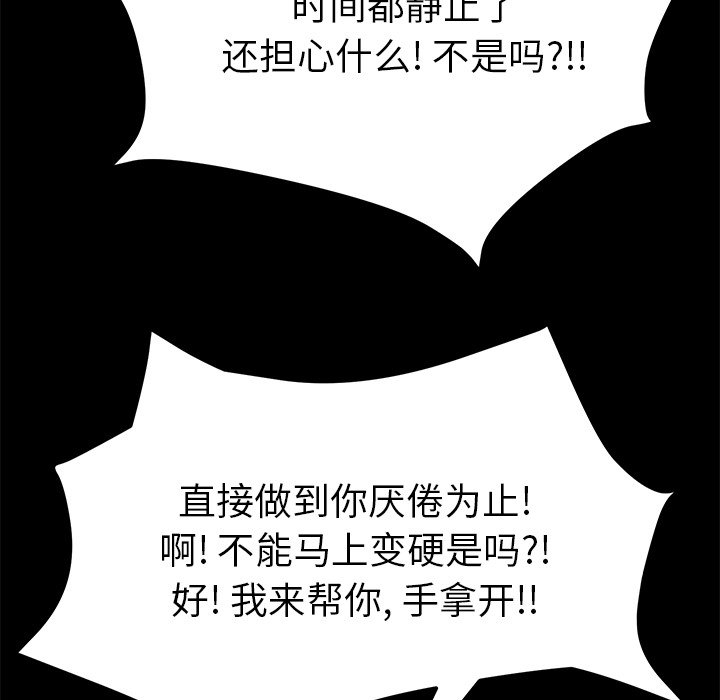 时间都静止了
还担心什么! 不是吗?!!
直接做到你厌倦为止!
啊! 不能马上变硬是吗?!
好! 我来帮你, 手拿开!!